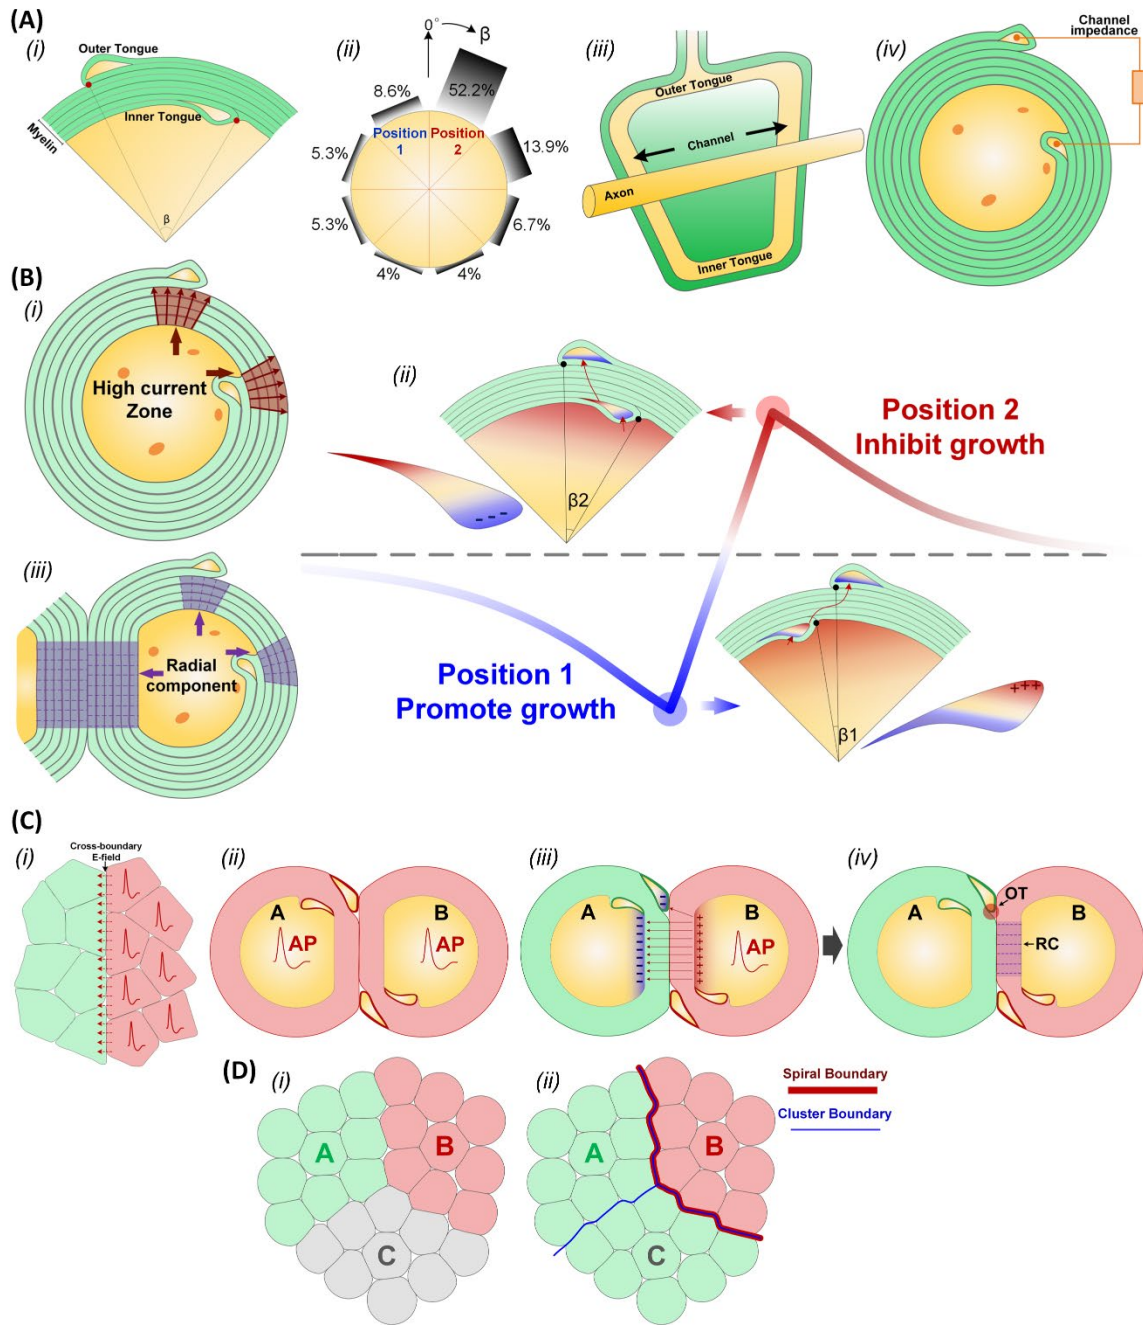 (A)
(i)
Outer Tongue
Inner Tongue
Myelin
β
(ii)
0°
β
52.2%
8.6%
Position
1
Position
2
13.9%
5.3%
5.3%
6.7%
4%
4%
(iii)
Outer Tongue
Channel
Axon
Inner Tongue
(iv)
Channel
impedance
(B)
(i)
High current
Zone
(ii)
β2
- - -
Position 2
Inhibit growth
(iii)
Radial
component
Position 1
Promote growth
β1
+++
(C)
(i)
Cross-boundary
E-field
(ii)
A
B
AP
AP
(iii)
A
B
AP
(iv)
OT
A
B
RC
(D)
(i)
A
B
C
(ii)
A
B
C
Spiral Boundary
Cluster Boundary